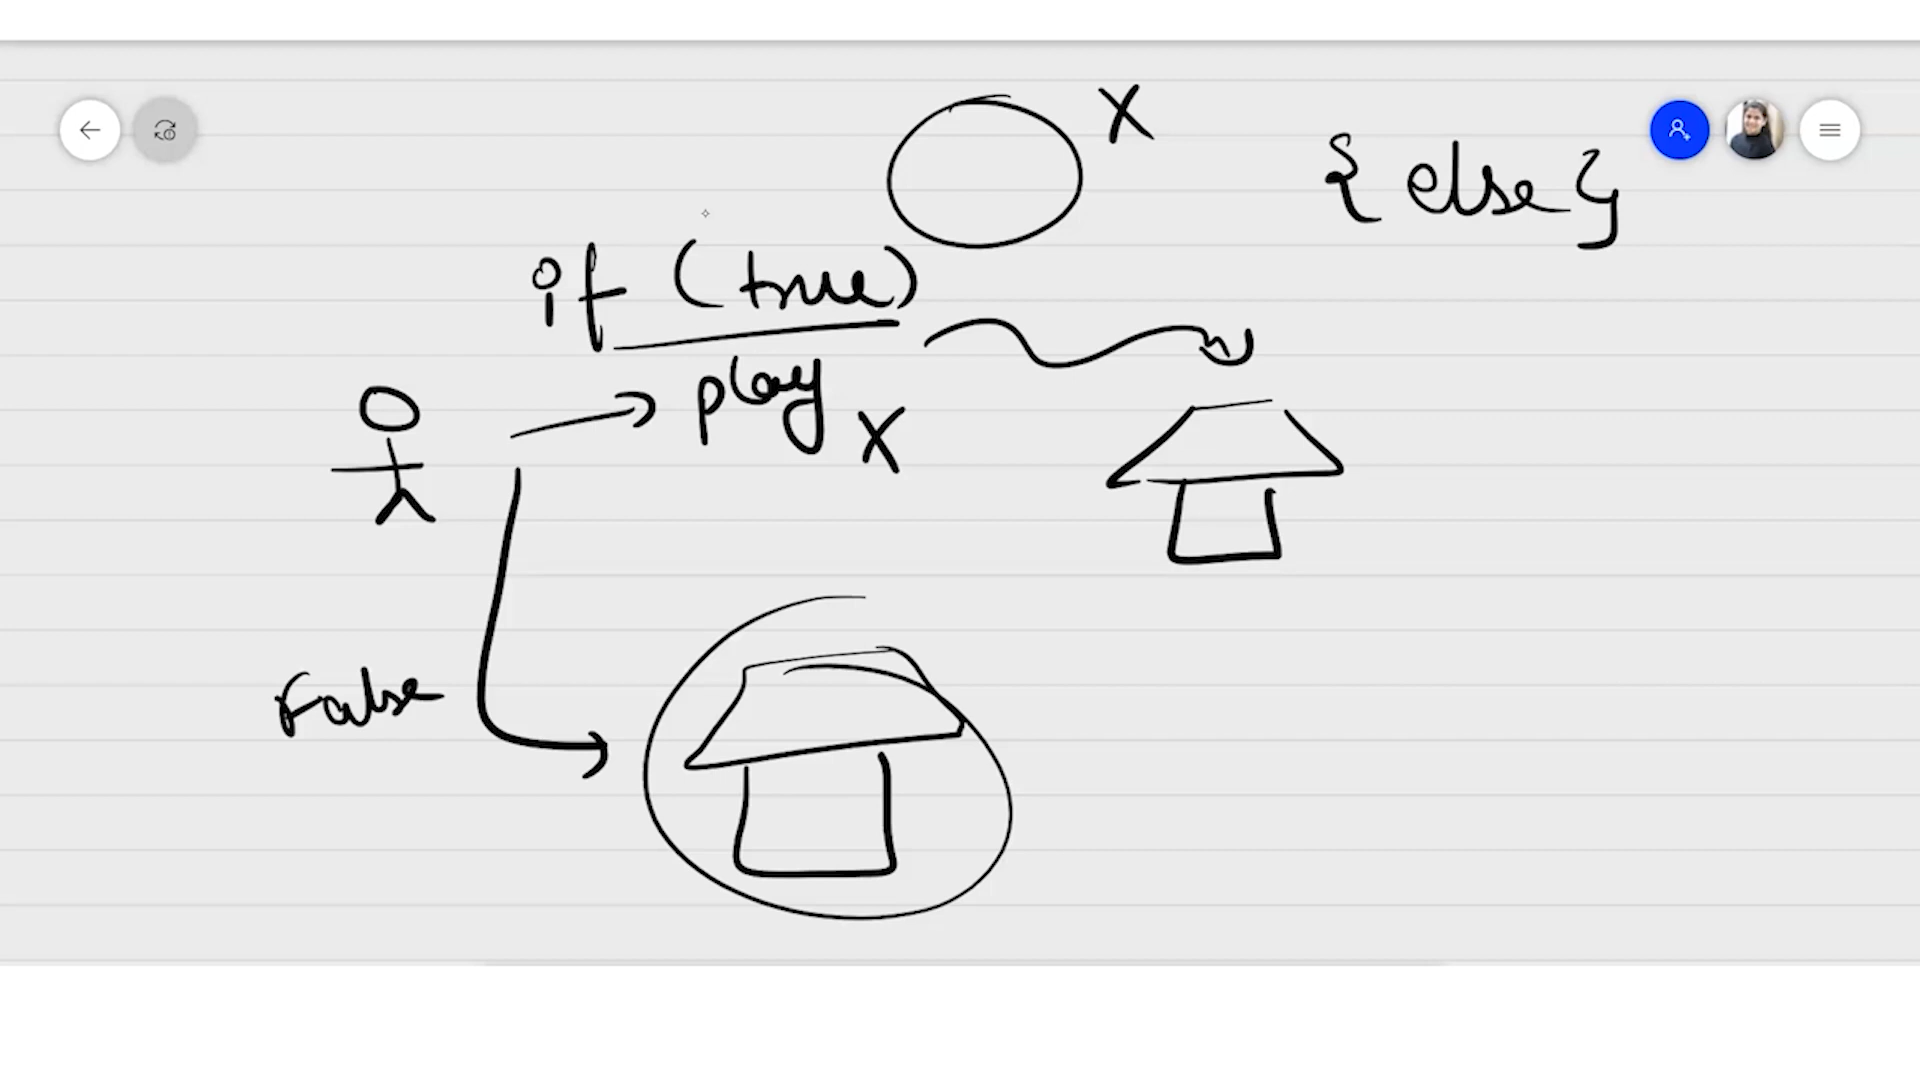 X
{ else }
if (true)
play X
False